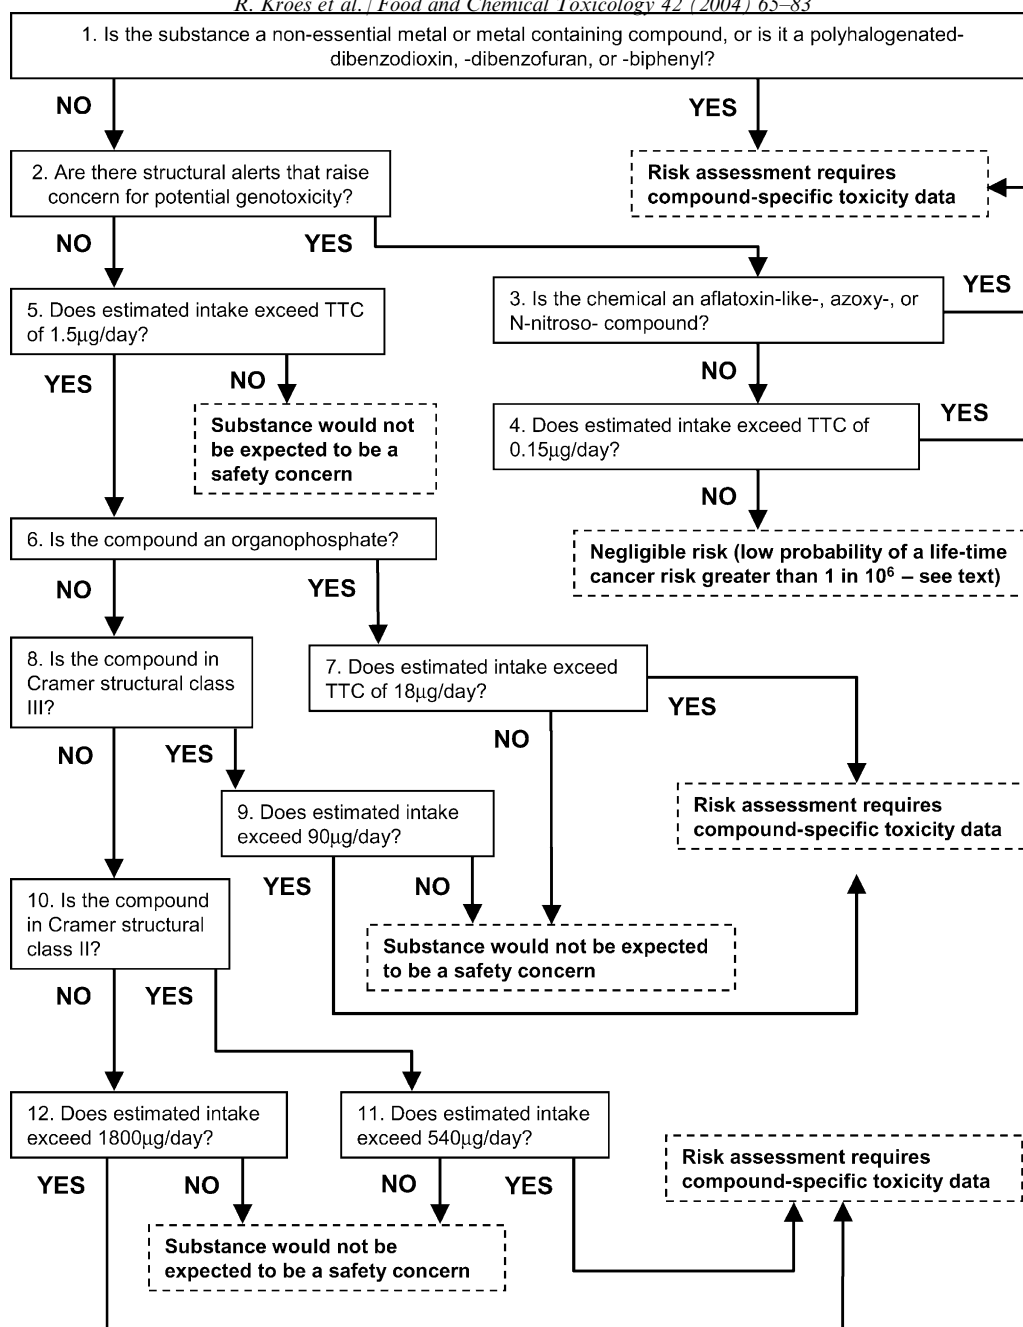 R. Kroes et al. / Food and Chemical Toxicology 42 (2004) 65–83
1. Is the substance a non-essential metal or metal containing compound, or is it a polyhalogenated-
dibenzodioxin, -dibenzofuran, or -biphenyl?
NO
YES
2. Are there structural alerts that raise
concern for potential genotoxicity?
Risk assessment requires
compound-specific toxicity data
NO
YES
3. Is the chemical an aflatoxin-like-, azoxy-, or
N-nitroso- compound?
YES
5. Does estimated intake exceed TTC
of 1.5μg/day?
YES
NO
NO
4. Does estimated intake exceed TTC of
0.15μg/day?
YES
Substance would not
be expected to be a
safety concern
NO
6. Is the compound an organophosphate?
Negligible risk (low probability of a life-time
cancer risk greater than 1 in 10⁶ – see text)
NO
YES
8. Is the compound in
Cramer structural class
III?
7. Does estimated intake exceed
TTC of 18μg/day?
YES
NO
NO
YES
9. Does estimated intake
exceed 90μg/day?
Risk assessment requires
compound-specific toxicity data
YES
NO
10. Is the compound
in Cramer structural
class II?
Substance would not be expected
to be a safety concern
NO
YES
12. Does estimated intake
exceed 1800μg/day?
11. Does estimated intake
exceed 540μg/day?
Risk assessment requires
compound-specific toxicity data
YES
NO
NO
YES
Substance would not be
expected to be a safety concern